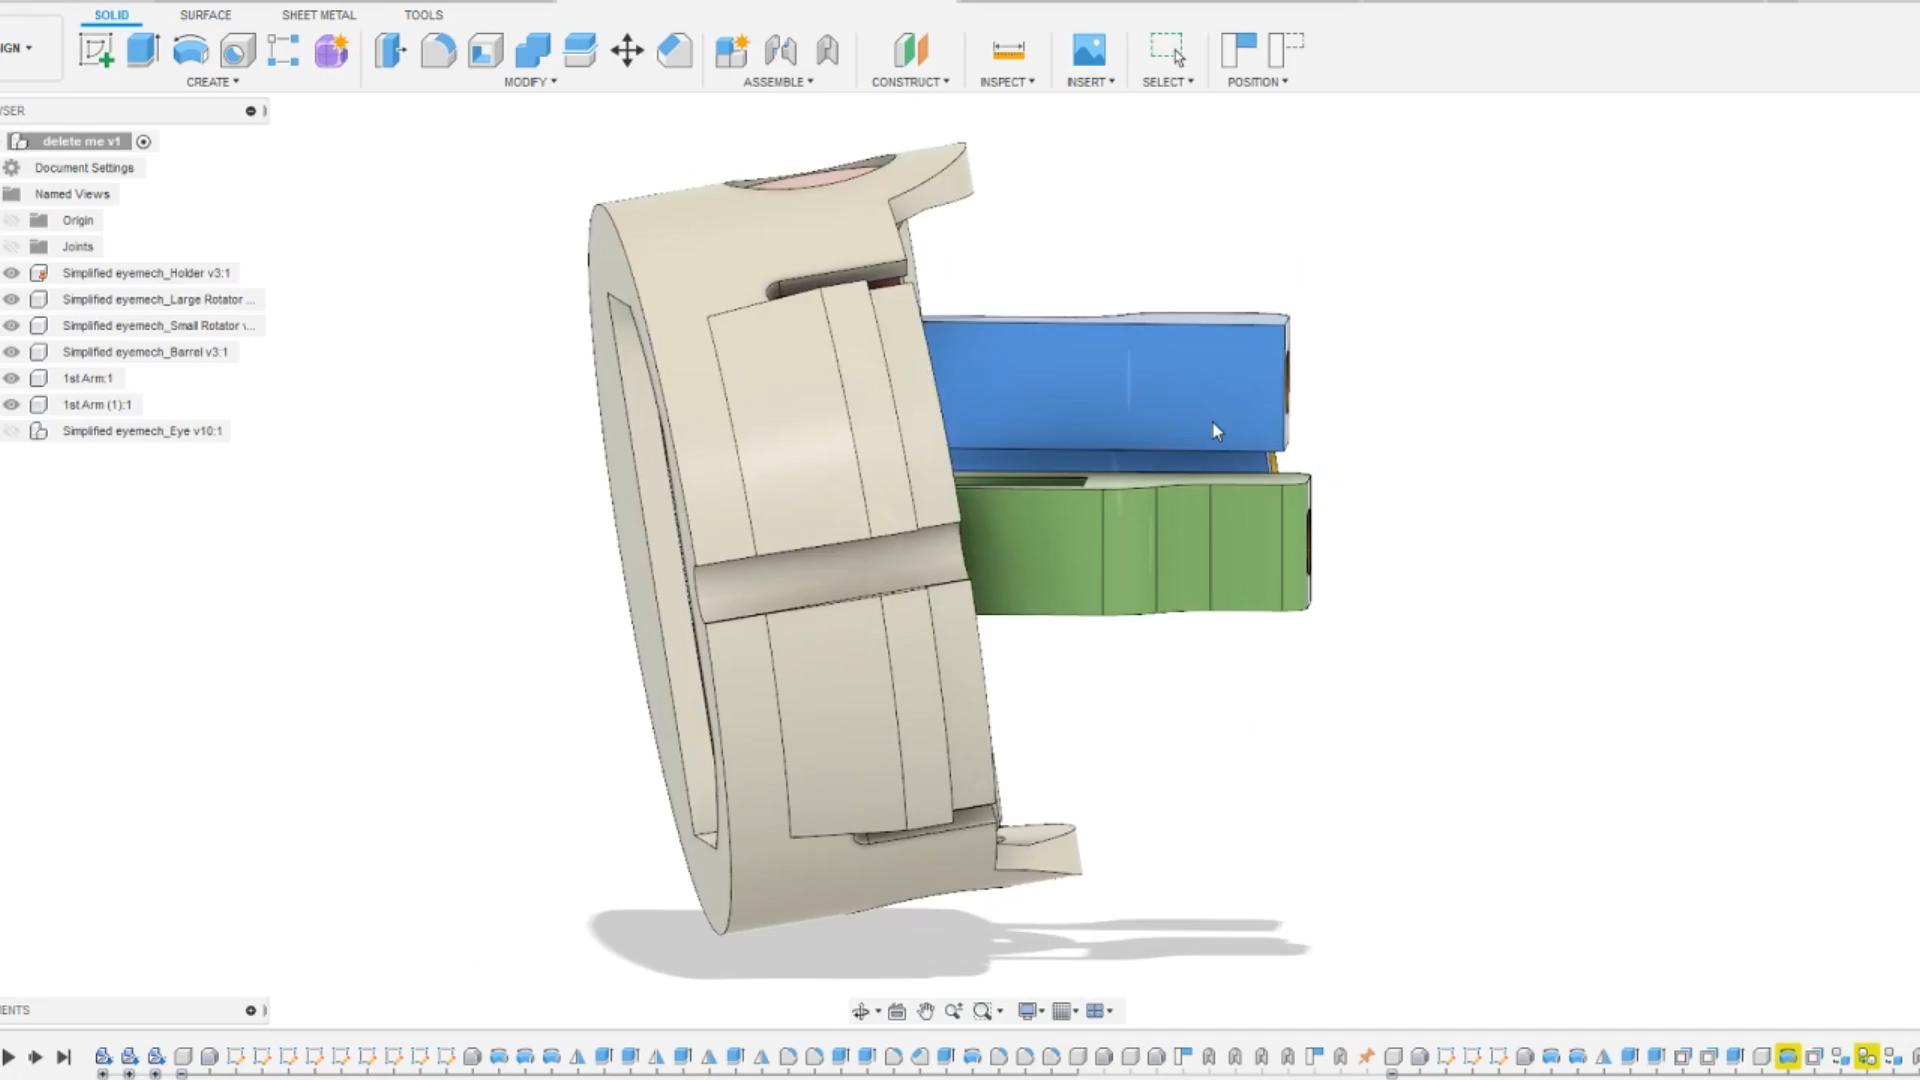 SOLID SURFACE SHEET METAL TOOLS
IGN
CREATE MODIFY ASSEMBLE CONSTRUCT INSPECT INSERT SELECT POSITION
SER
delete me v1
Document Settings
Named Views
Origin
Joints
Simplified eyemech_Holder v3:1
Simplified eyemech_Large Rotator ...
Simplified eyemech_Small Rotator v...
Simplified eyemech_Barrel v3:1
1st Arm:1
1st Arm (1):1
Simplified eyemech_Eye v10:1
ENTS